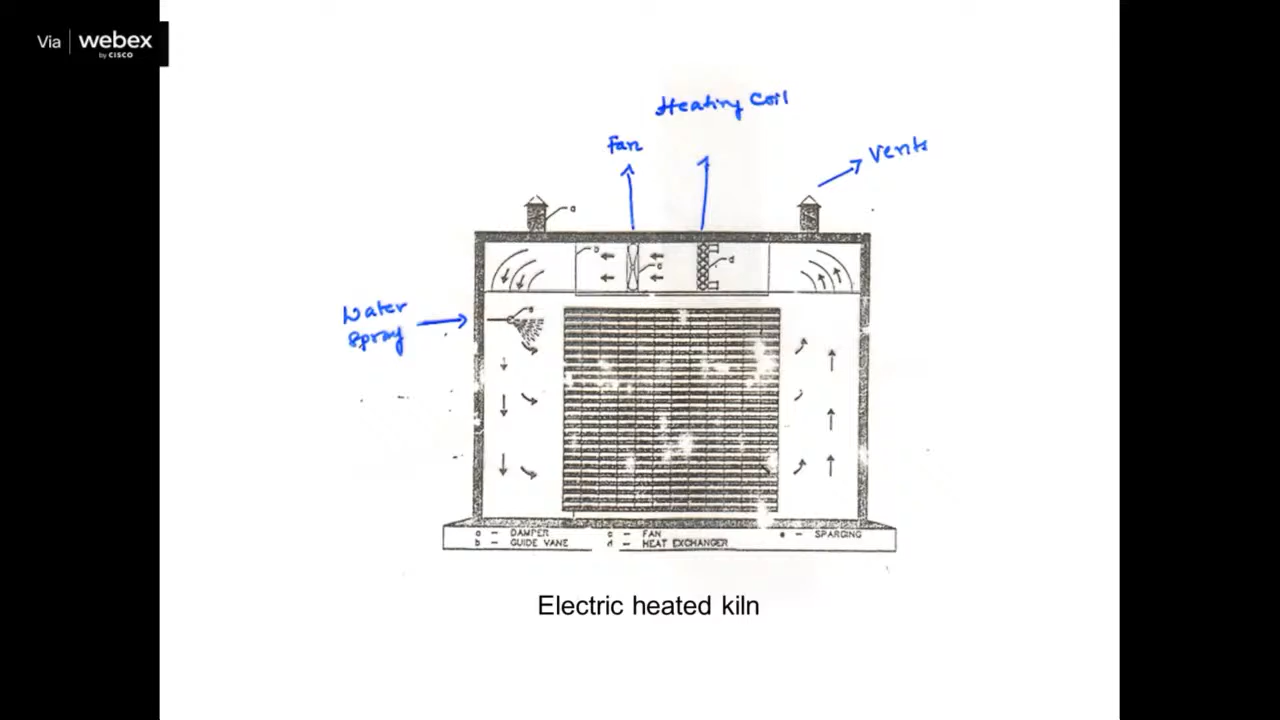 Via webex
by CISCO
Heating Coil
Fan
Vents
a
b
c
d
Water
Spray
e
a - DAMPER c - FAN e - SPARGING
b - GUIDE VANE d - HEAT EXCHANGER
Electric heated kiln